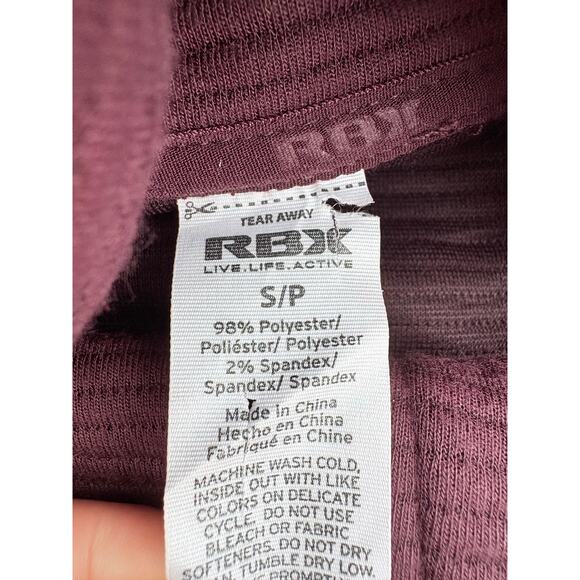 RBX
TEAR AWAY
RBX
LIVE.LIFE.ACTIVE
S/P
98% Polyester/
Poliéster/ Polyester
2% Spandex/
Spandex/ Spandex
Made in China
Hecho en China
Fabriqué en Chine
MACHINE WASH COLD,
INSIDE OUT WITH LIKE
COLORS ON DELICATE
CYCLE. DO NOT USE
BLEACH OR FABRIC
SOFTENERS. DO NOT DRY
TUMBLE DRY LOW.